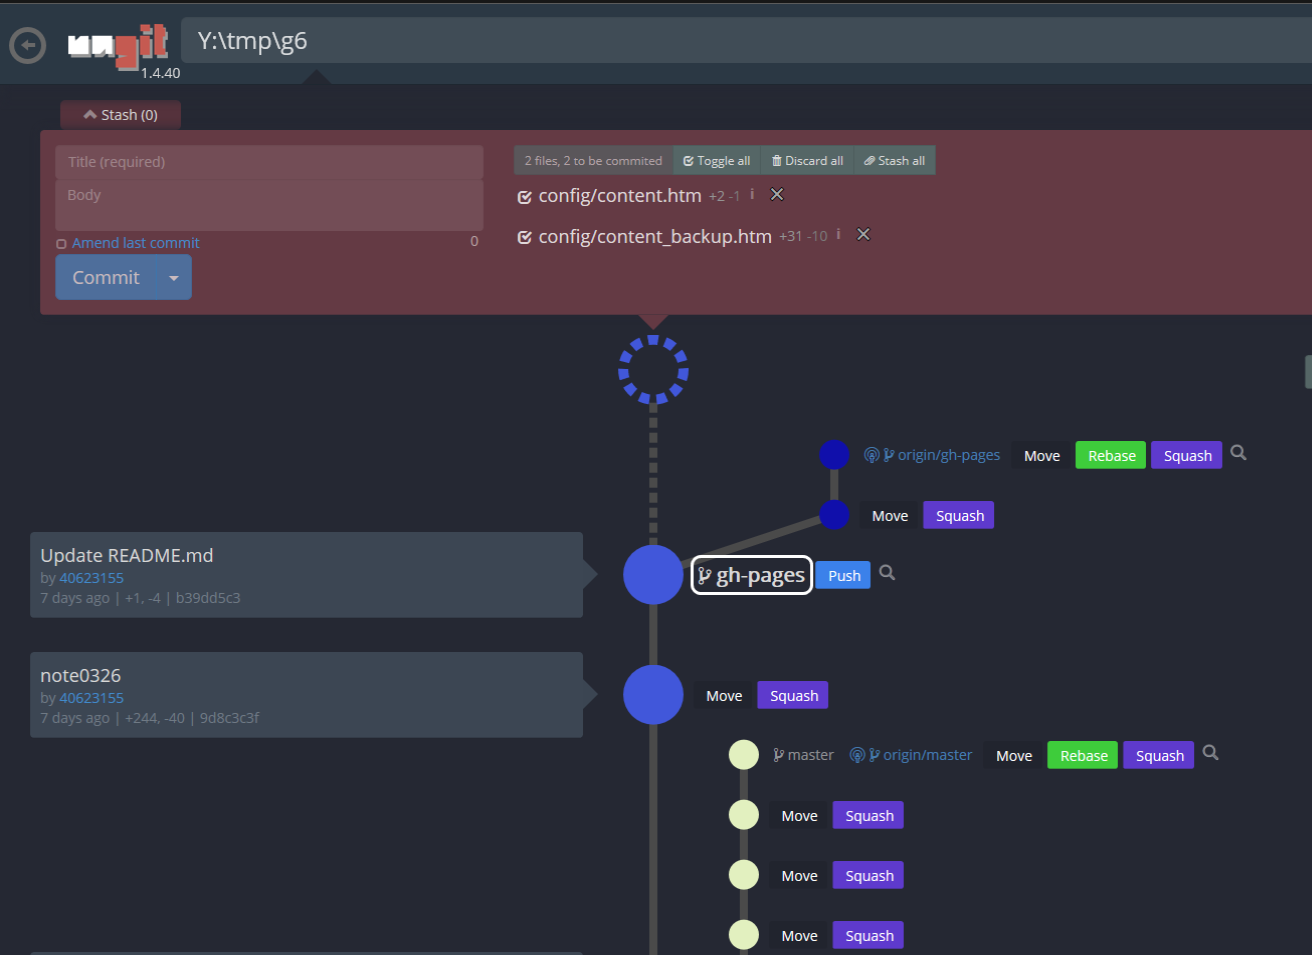 ungit
Y:\tmp\g6
1.4.40
Stash (0)
Title (required)
Body
Amend last commit
0
Commit
2 files, 2 to be commited
Toggle all
Discard all
Stash all
config/content.htm +2 -1 i
config/content_backup.htm +31 -10 i
origin/gh-pages Move Rebase Squash
Move Squash
Update README.md
by 40623155
7 days ago | +1, -4 | b39dd5c3
gh-pages Push
note0326
by 40623155
7 days ago | +244, -40 | 9d8c3c3f
Move Squash
master origin/master Move Rebase Squash
Move Squash
Move Squash
Move Squash